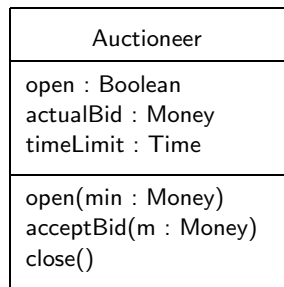 Auctioneer
open : Boolean
actualBid : Money
timeLimit : Time
open(min : Money)
acceptBid(m : Money)
close()